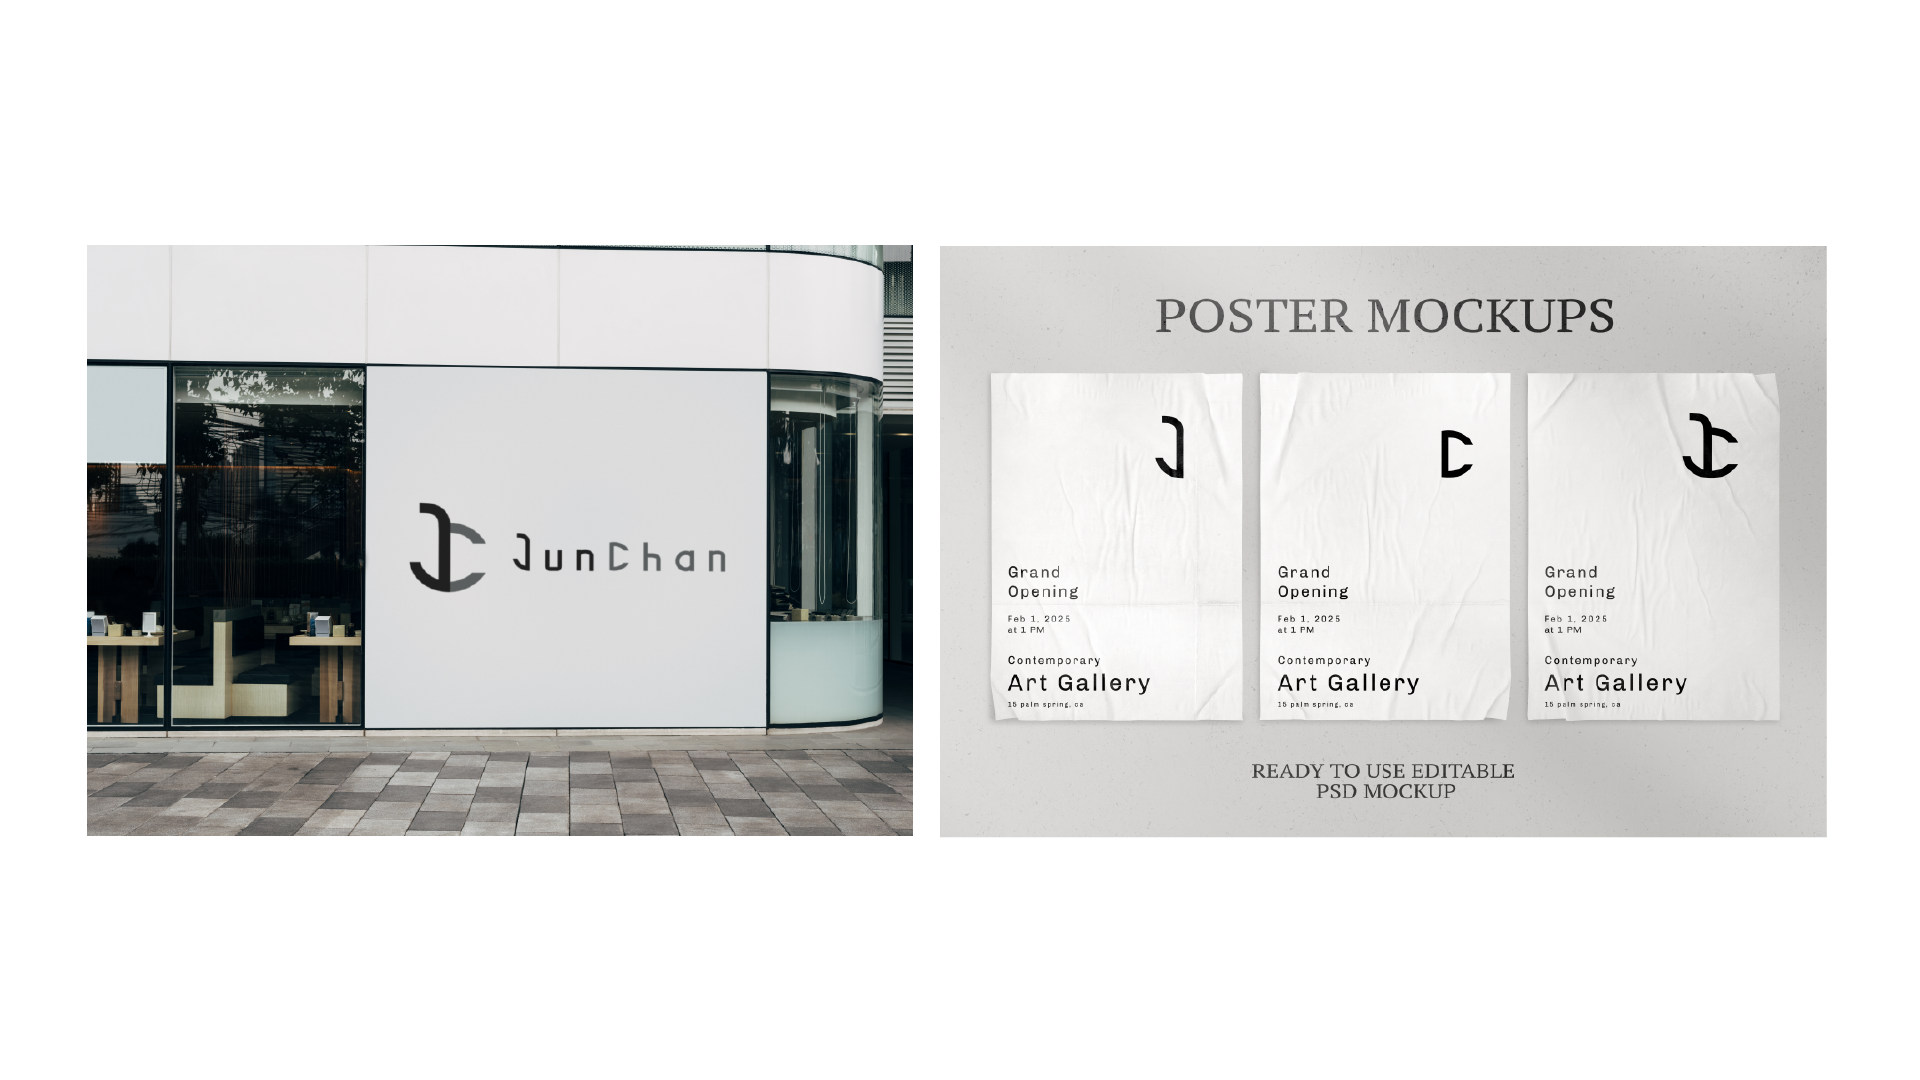 JunChan
POSTER MOCKUPS
J
C
JC
Grand
Opening
Feb 1, 2025
at 1 PM
Contemporary
Art Gallery
15 palm spring, ca
Grand
Opening
Feb 1, 2025
at 1 PM
Contemporary
Art Gallery
15 palm spring, ca
Grand
Opening
Feb 1, 2025
at 1 PM
Contemporary
Art Gallery
15 palm spring, ca
READY TO USE EDITABLE
PSD MOCKUP